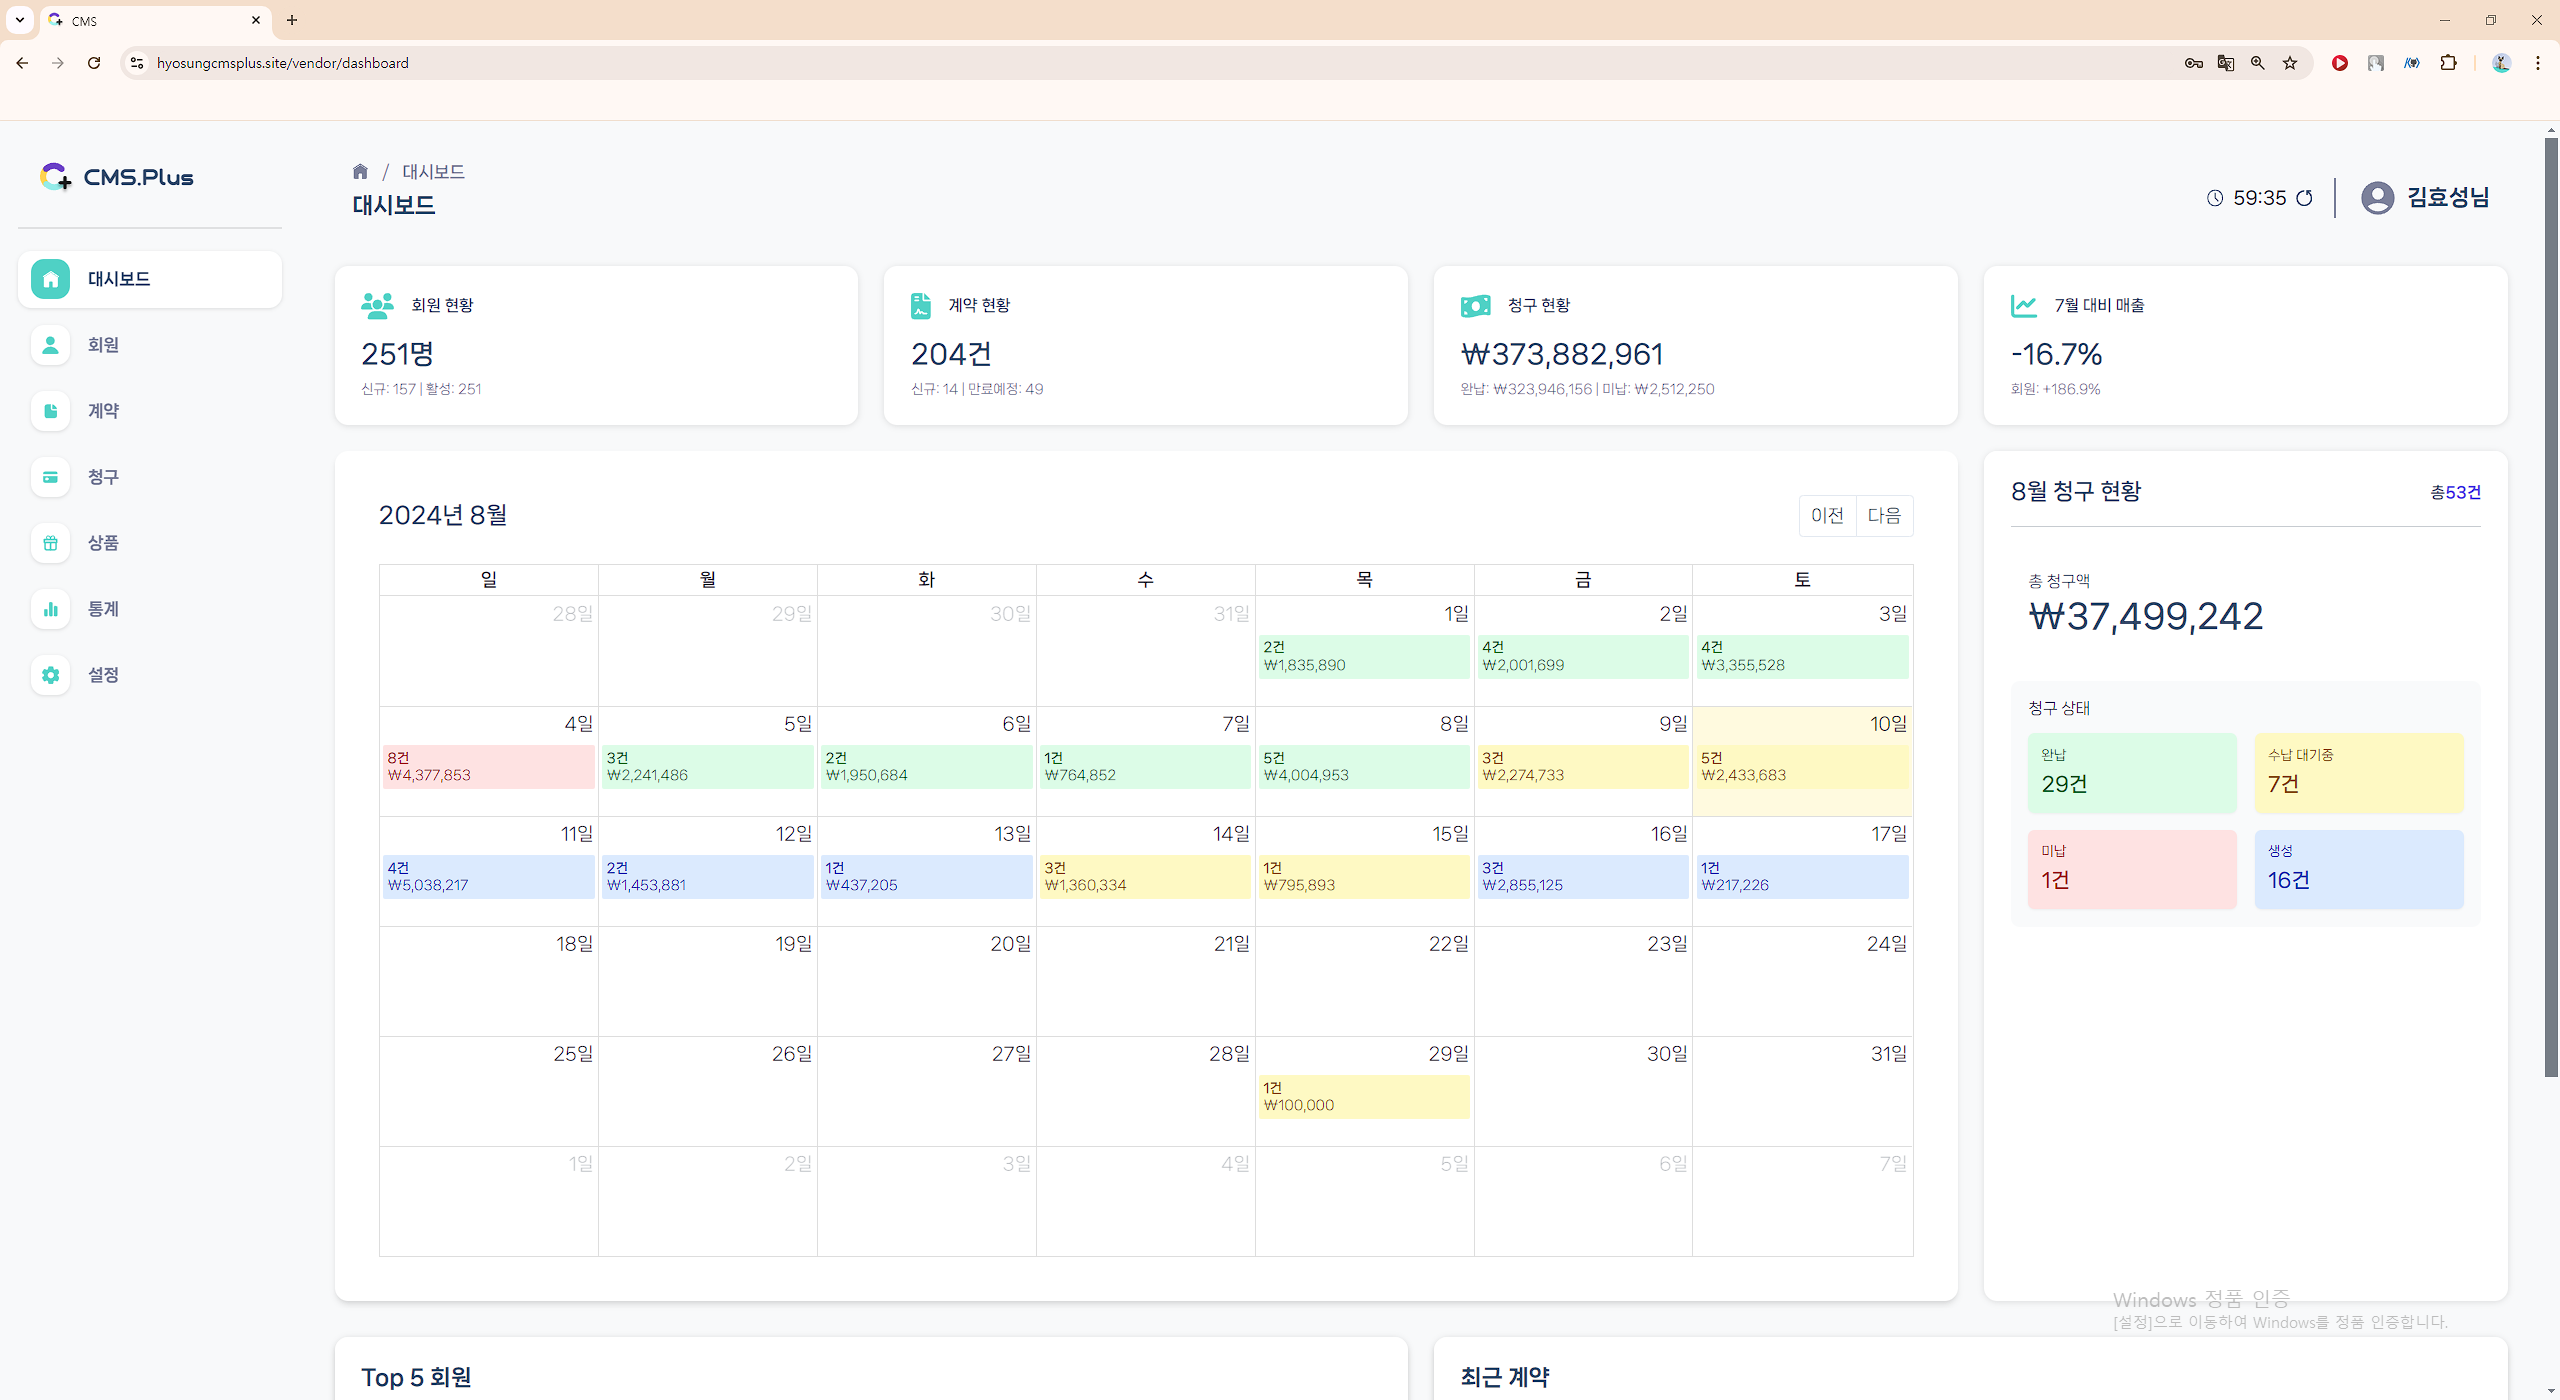 CMS
hyosungcmsplus.site/vendor/dashboard
CMS.Plus
/ 대시보드
대시보드
59:35
김효성님
대시보드
회원
계약
청구
상품
통계
설정
회원 현황
251명
신규: 157 | 활성: 251
계약 현황
204건
신규: 14 | 만료예정: 49
청구 현황
₩373,882,961
완납: ₩323,946,156 | 미납: ₩2,512,250
7월 대비 매출
-16.7%
회원: +186.9%
2024년 8월
이전 다음
일 월 화 수 목 금 토
28일 29일 30일 31일 1일 2일 3일
2건 4건 4건
₩1,835,890 ₩2,001,699 ₩3,355,528
4일 5일 6일 7일 8일 9일 10일
8건 3건 2건 1건 5건 3건 5건
₩4,377,853 ₩2,241,486 ₩1,950,684 ₩764,852 ₩4,004,953 ₩2,274,733 ₩2,433,683
11일 12일 13일 14일 15일 16일 17일
4건 2건 1건 3건 1건 3건 1건
₩5,038,217 ₩1,453,881 ₩437,205 ₩1,360,334 ₩795,893 ₩2,855,125 ₩217,226
18일 19일 20일 21일 22일 23일 24일
25일 26일 27일 28일 29일 30일 31일
1건
₩100,000
1일 2일 3일 4일 5일 6일 7일
8월 청구 현황
총53건
총 청구액
₩37,499,242
청구 상태
완납
29건
수납 대기중
7건
미납
1건
생성
16건
Windows 정품 인증
[설정]으로 이동하여 Windows를 정품 인증합니다.
Top 5 회원
최근 계약